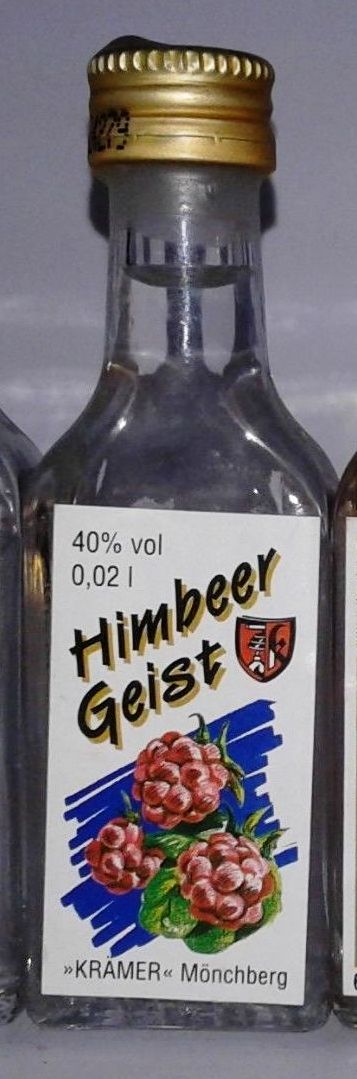 40% vol
0,02 l
Himbeer
Geist
»KRÄMER« Mönchberg